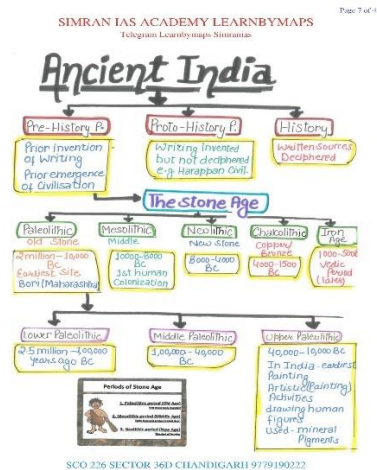 Page 7 of 4
SIMRAN IAS ACADEMY LEARNBYMAPS
Telegram Learnbymaps Simranias
Ancient India
Pre-History P.
Proto-History P.
History
Prior invention
of Writing
Prior emergence
of Civilisation
Writing invented
but not deciphered
e.g. Harappan Civil.
Written Sources
Deciphered
The Stone Age
Paleolithic
Old Stone
2 million-10,000
BC
Earliest Site
Bori (Maharashtra)
Mesolithic
Middle
10000-8000
BC
1st human
Colonization
Neolithic
New Stone
8000-4000
BC
Chalcolithic
Copper/
Bronze
4000-1500
BC
Iron
Age
1000-500
Vedic
Period
(later)
Lower Paleolithic
2.5 million-1,00,000
years ago BC
Middle Paleolithic
1,00,000-40,000
BC
Upper Paleolithic
40,000-10,000 BC
In India-earliest
Painting
Artistic (Painting)
Activities
drawing human
figures
Used-mineral
Pigments
Periods of Stone Age
SCO 226 SECTOR 36D CHANDIGARH 9779190222